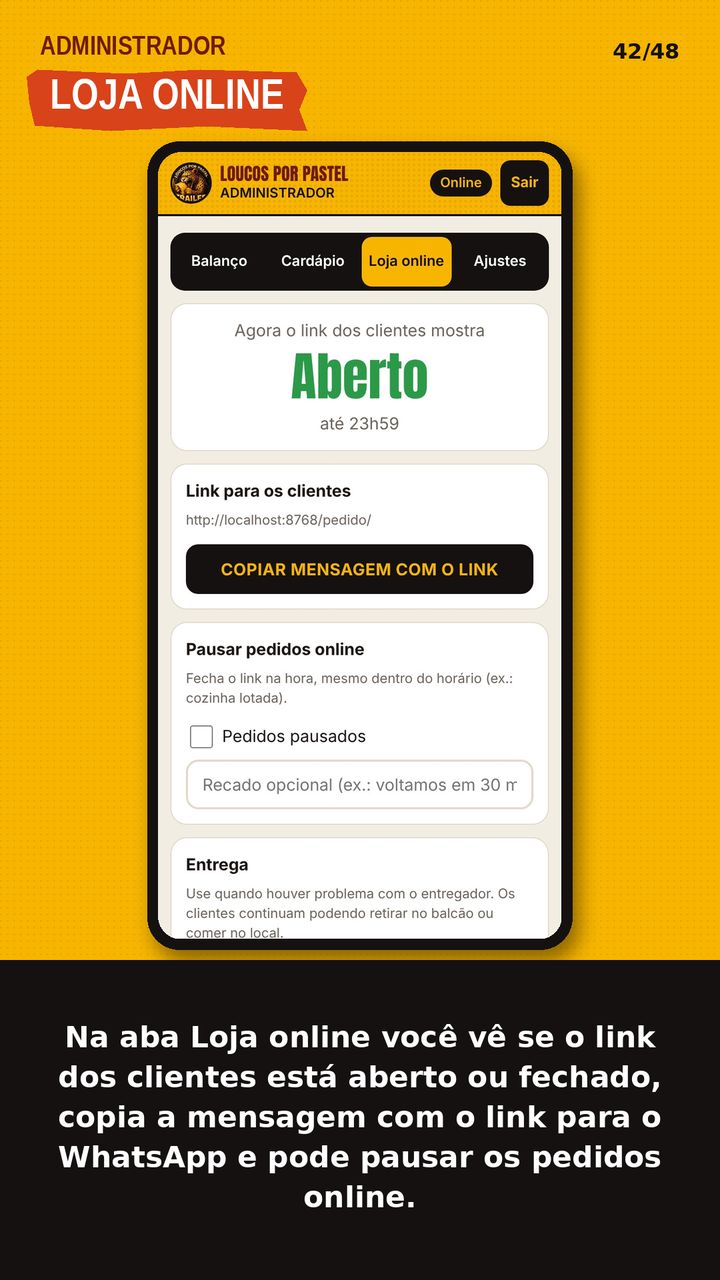 ADMINISTRADOR
42/48
LOJA ONLINE
LOUCOS POR PASTEL
ADMINISTRADOR
Online
Sair
Balanço
Cardápio
Loja online
Ajustes
Agora o link dos clientes mostra
Aberto
até 23h59
Link para os clientes
http://localhost:8768/pedido/
COPIAR MENSAGEM COM O LINK
Pausar pedidos online
Fecha o link na hora, mesmo dentro do horário (ex.:
cozinha lotada).
Pedidos pausados
Recado opcional (ex.: voltamos em 30 m
Entrega
Use quando houver problema com o entregador. Os
clientes continuam podendo retirar no balcão ou
comer no local.
Na aba Loja online você vê se o link
dos clientes está aberto ou fechado,
copia a mensagem com o link para o
WhatsApp e pode pausar os pedidos
online.